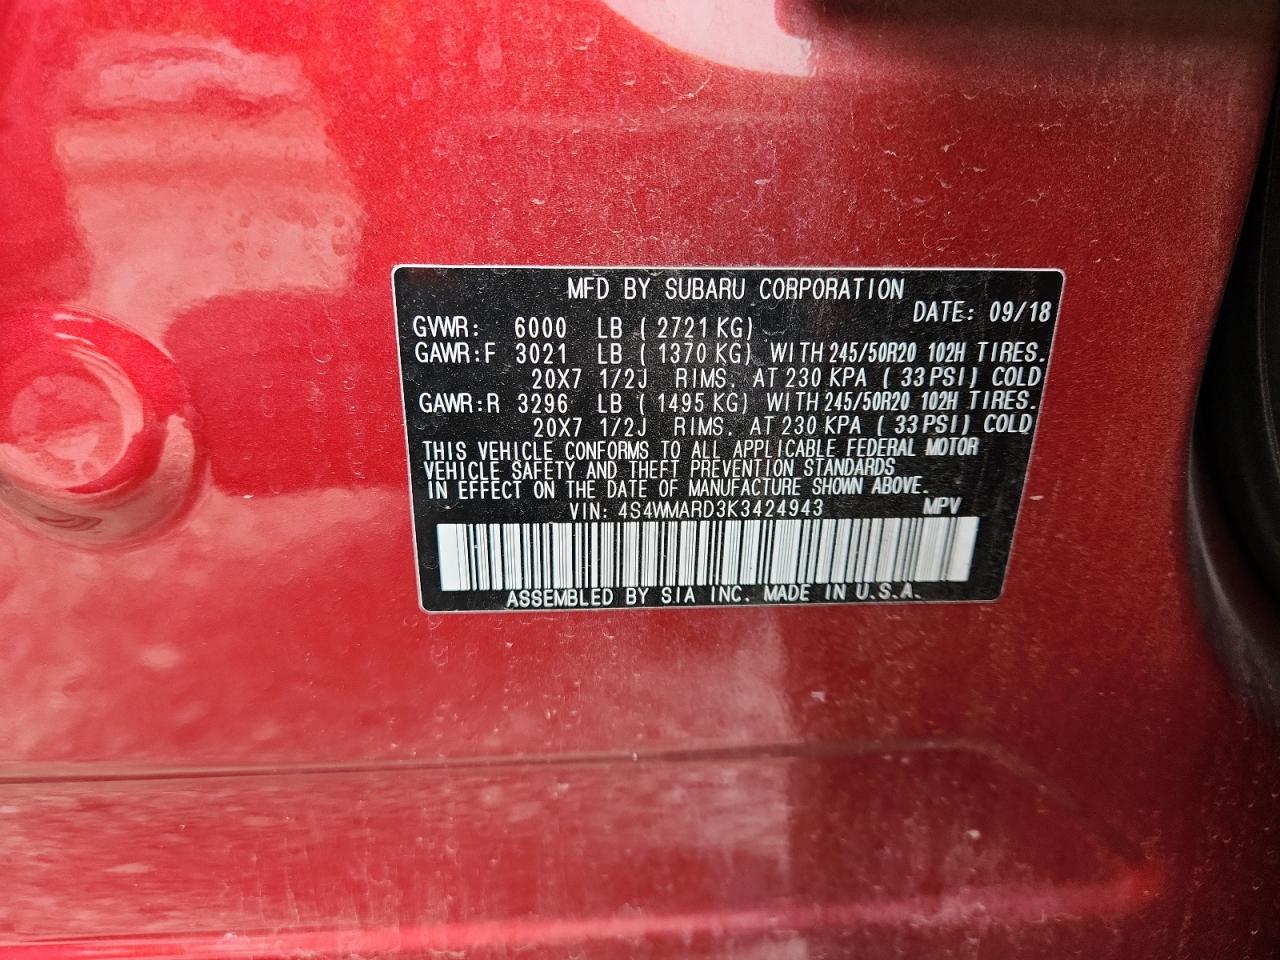 MFD BY SUBARU CORPORATION
DATE: 09/18
GVWR: 6000 LB ( 2721 KG)
GAWR:F 3021 LB ( 1370 KG) WITH 245/50R20 102H TIRES.
20X7 1/2J RIMS. AT 230 KPA ( 33 PSI) COLD
GAWR:R 3296 LB ( 1495 KG) WITH 245/50R20 102H TIRES.
20X7 1/2J RIMS. AT 230 KPA ( 33 PSI) COLD
THIS VEHICLE CONFORMS TO ALL APPLICABLE FEDERAL MOTOR
VEHICLE SAFETY AND THEFT PREVENTION STANDARDS
IN EFFECT ON THE DATE OF MANUFACTURE SHOWN ABOVE.
VIN: 4S4WMARD3K3424943 MPV
ASSEMBLED BY SIA INC. MADE IN U.S.A.